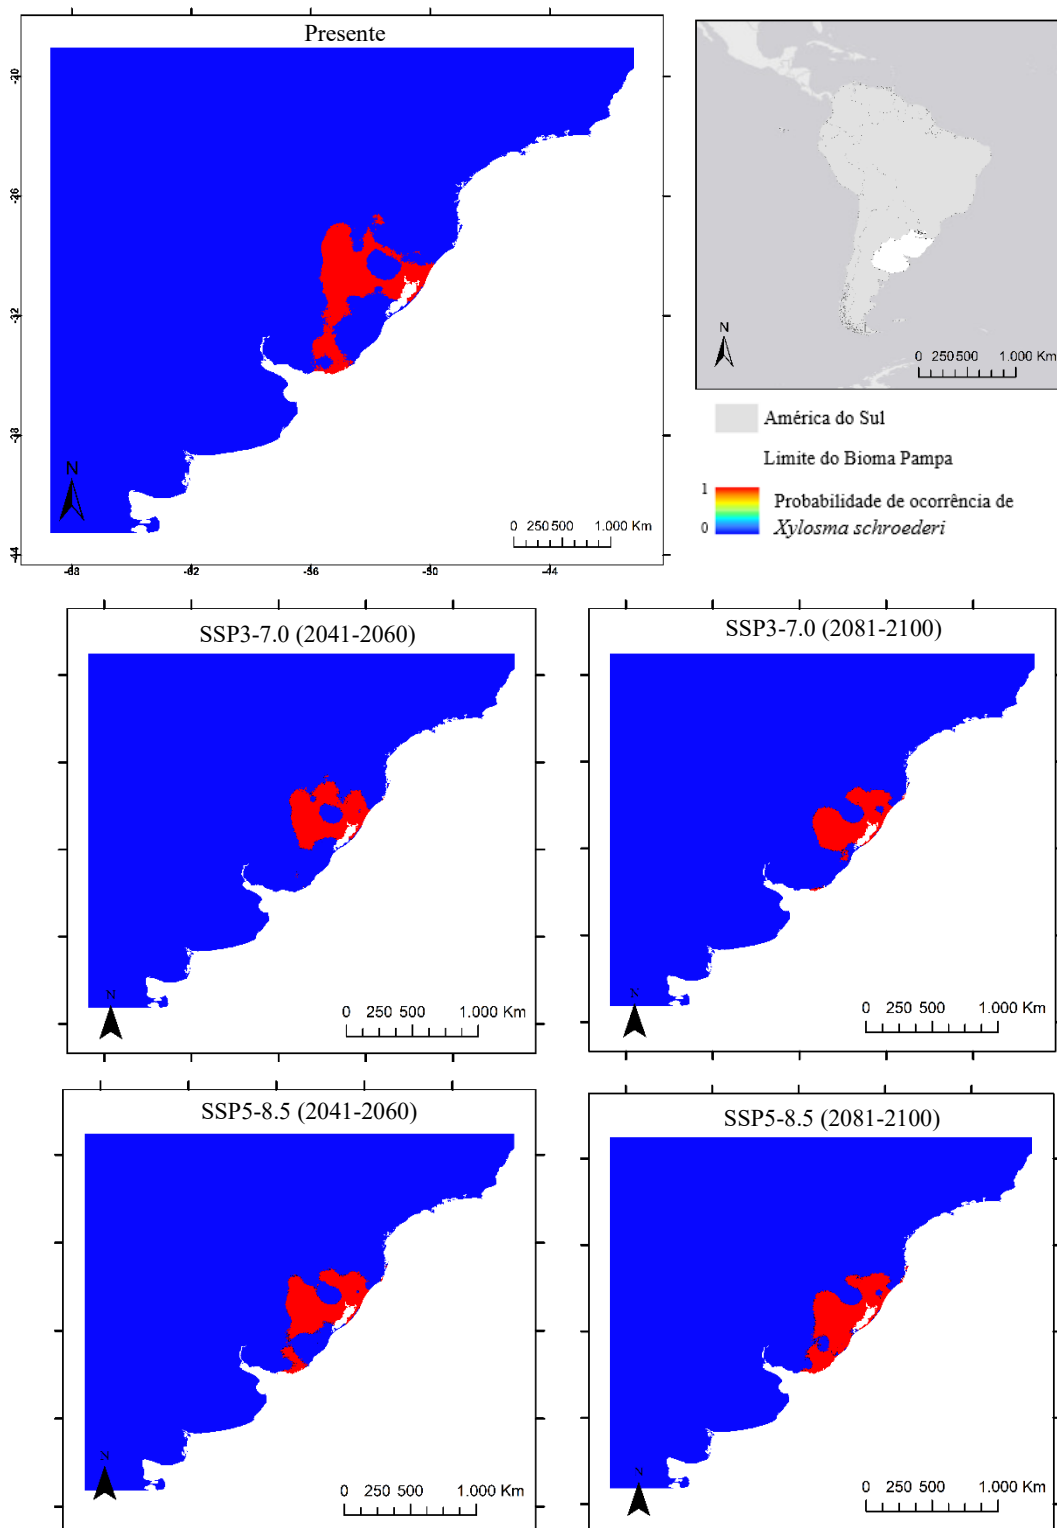 Presente
-20
-26
-32
-38
-44
-68
-62
-56
-50
-44
N
0 250 500 1.000 Km
N
0 250 500 1.000 Km
América do Sul
Limite do Bioma Pampa
1
0
Probabilidade de ocorrência de
Xylosma schroederi
SSP3-7.0 (2041-2060)
N
0 250 500 1.000 Km
SSP3-7.0 (2081-2100)
N
0 250 500 1.000 Km
SSP5-8.5 (2041-2060)
N
0 250 500 1.000 Km
SSP5-8.5 (2081-2100)
N
0 250 500 1.000 Km